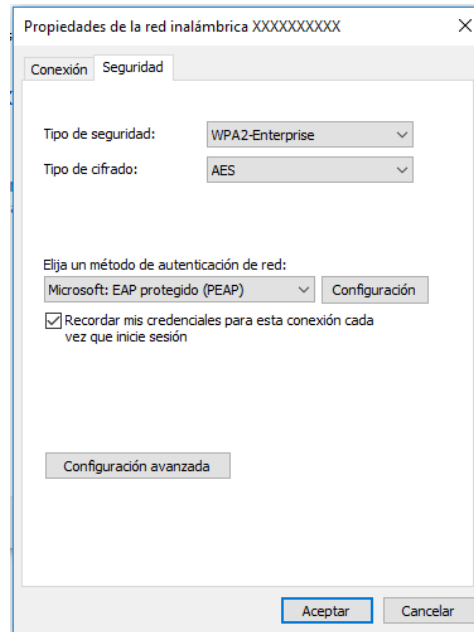 Propiedades de la red inalámbrica XXXXXXXXXX
Conexión Seguridad
Tipo de seguridad: WPA2-Enterprise
Tipo de cifrado: AES
Elija un método de autenticación de red:
Microsoft: EAP protegido (PEAP) Configuración
Recordar mis credenciales para esta conexión cada
vez que inicie sesión
Configuración avanzada
Aceptar Cancelar